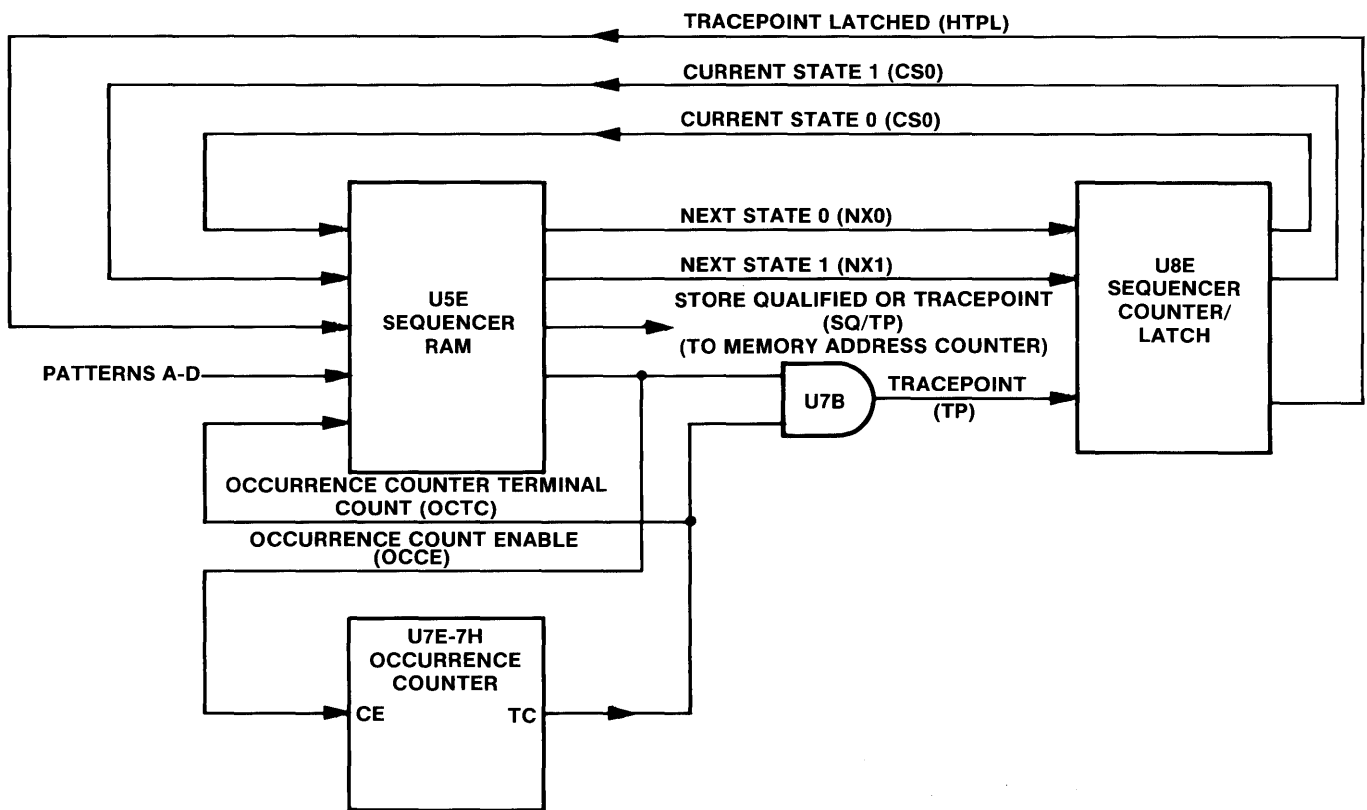 TRACEPOINT LATCHED (HTPL)
CURRENT STATE 1 (CS0)
CURRENT STATE 0 (CS0)
NEXT STATE 0 (NX0)
NEXT STATE 1 (NX1)
U5E
SEQUENCER
RAM
STORE QUALIFIED OR TRACEPOINT
(SQ/TP)
(TO MEMORY ADDRESS COUNTER)
U8E
SEQUENCER
COUNTER/
LATCH
PATTERNS A-D
U7B
TRACEPOINT
(TP)
OCCURRENCE COUNTER TERMINAL
COUNT (OCTC)
OCCURRENCE COUNT ENABLE
(OCCE)
U7E-7H
OCCURRENCE
COUNTER
CE
TC